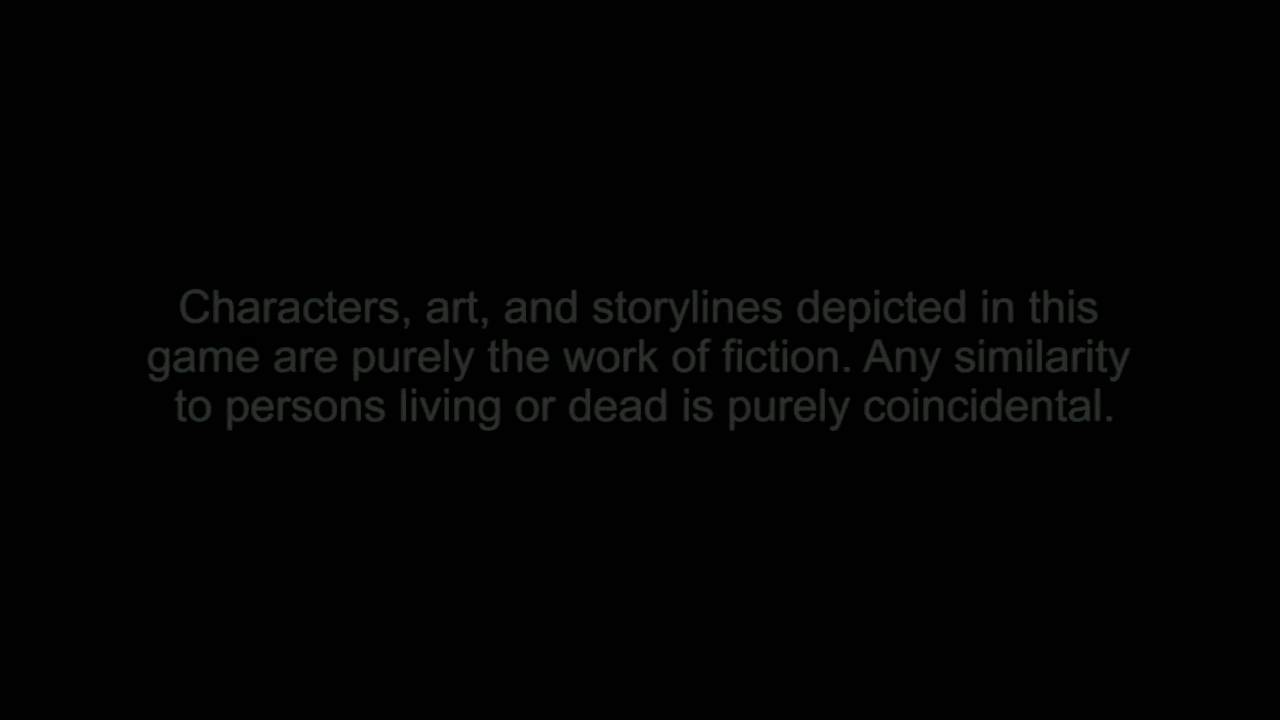 Characters, art, and storylines depicted in this
game are purely the work of fiction. Any similarity
to persons living or dead is purely coincidental.